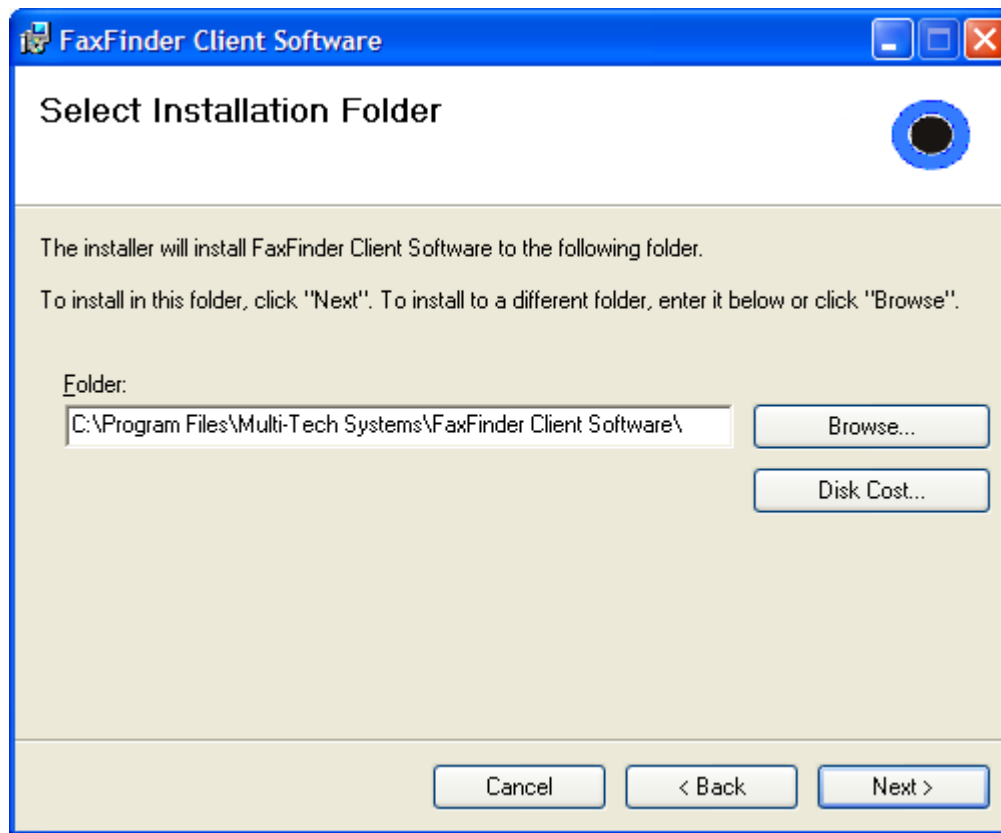 FaxFinder Client Software
Select Installation Folder
The installer will install FaxFinder Client Software to the following folder.
To install in this folder, click "Next". To install to a different folder, enter it below or click "Browse".
Folder:
C:\Program Files\Multi-Tech Systems\FaxFinder Client Software\
Browse...
Disk Cost...
Cancel
< Back
Next >